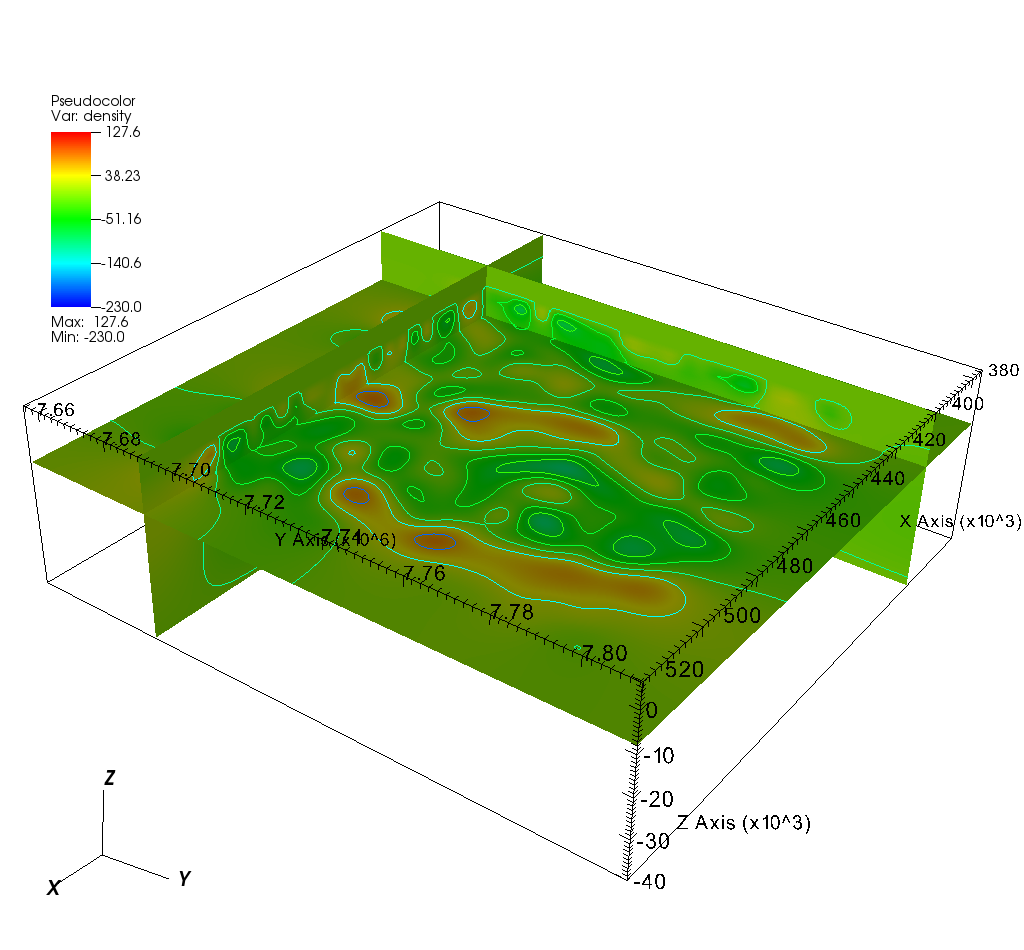 Pseudocolor
Var: density
127.6
38.23
-51.16
-140.6
-230.0
Max: 127.6
Min: -230.0
380
400
420
440
460
480
500
520
X Axis (x10^3)
7.66
7.68
7.70
7.72
7.74
7.76
7.78
7.80
Y Axis (x10^6)
0
-10
-20
-30
-40
Z Axis (x10^3)
Z
X
Y